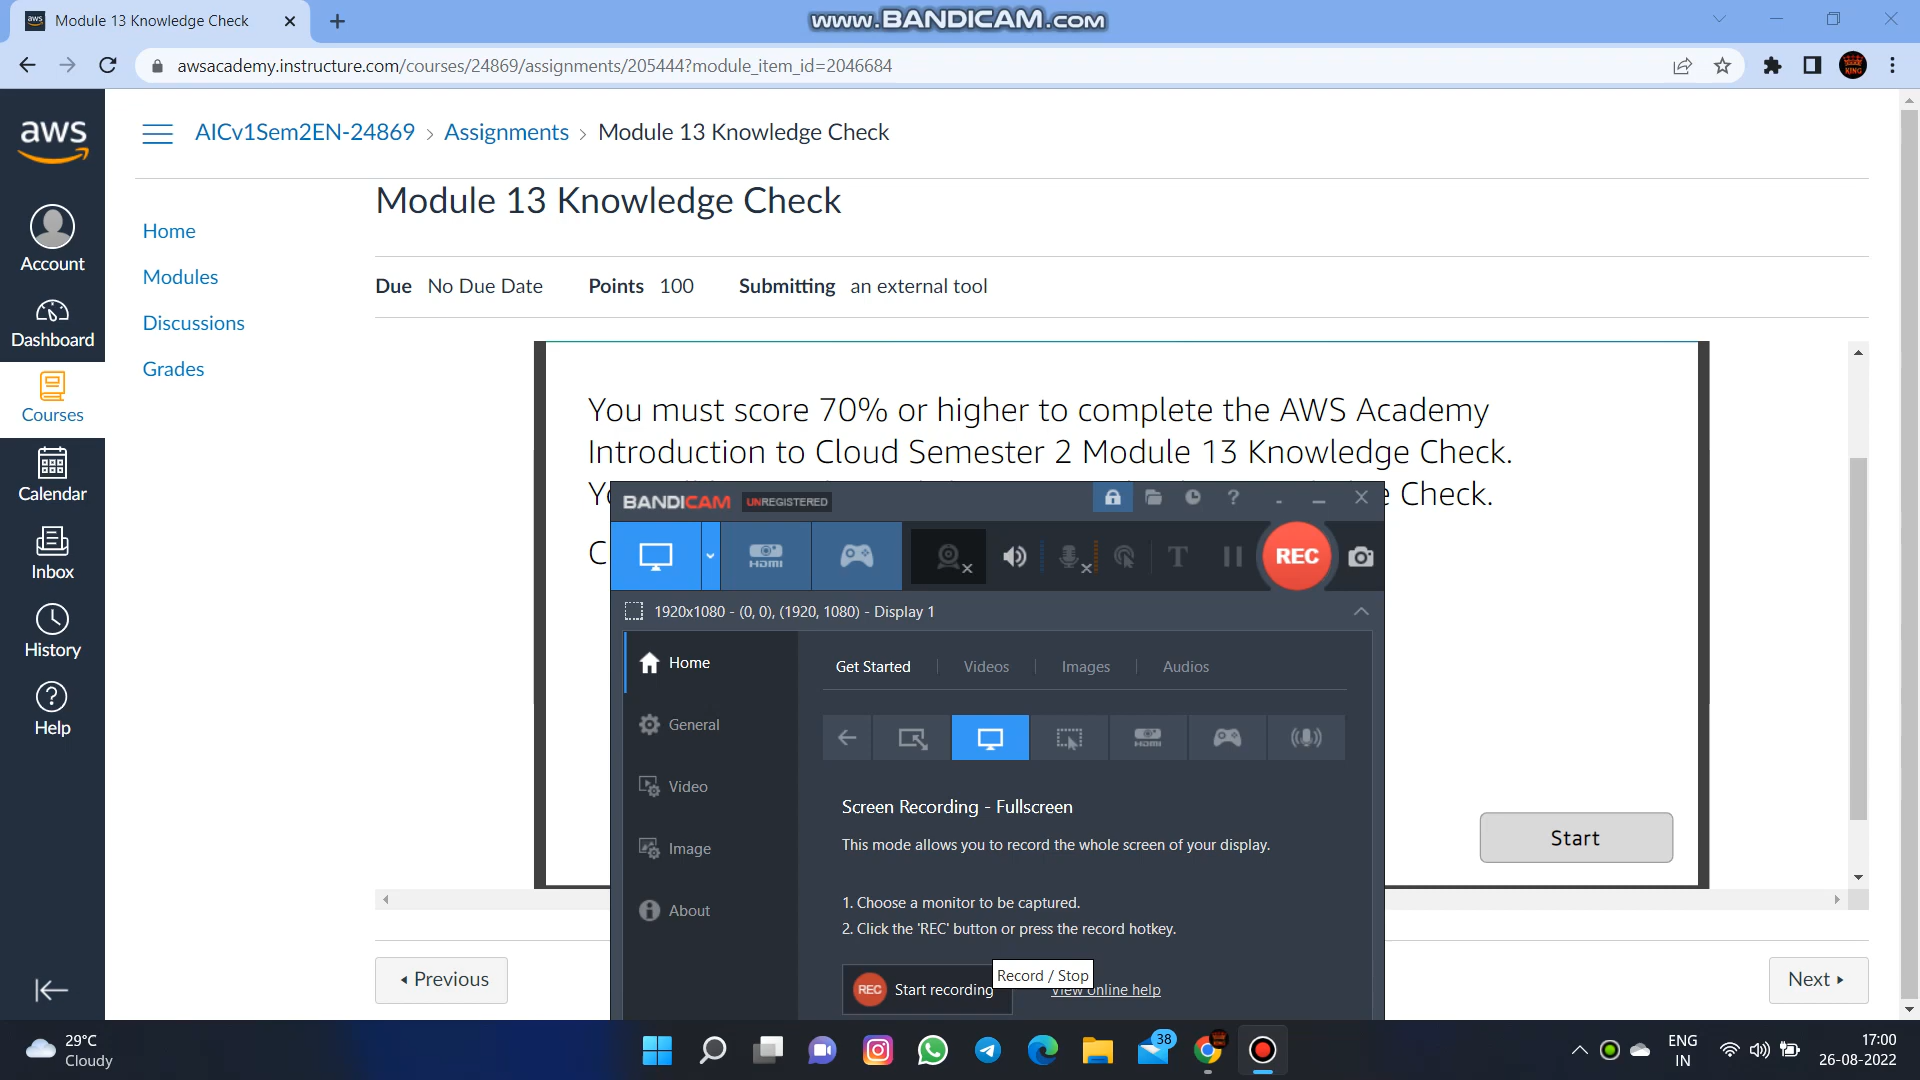 aws Module 13 Knowledge Check
www.BANDICAM.com
awsacademy.instructure.com/courses/24869/assignments/205444?module_item_id=2046684
KING
aws
Account
Dashboard
Courses
Calendar
Inbox
History
Help
AICv1Sem2EN-24869 > Assignments > Module 13 Knowledge Check
Home
Modules
Discussions
Grades
Module 13 Knowledge Check
Due No Due Date Points 100 Submitting an external tool
You must score 70% or higher to complete the AWS Academy
Introduction to Cloud Semester 2 Module 13 Knowledge Check.
Check.
C
BANDICAM UNREGISTERED
HDMI
T
REC
1920x1080 - (0, 0), (1920, 1080) - Display 1
Home
General
Video
Image
About
Get Started Videos Images Audios
HDMI
Screen Recording - Fullscreen
This mode allows you to record the whole screen of your display.
1. Choose a monitor to be captured.
2. Click the 'REC' button or press the record hotkey.
Record / Stop
REC Start recording View online help
Start
Previous
Next
29°C
Cloudy
38
ENG
IN
17:00
26-08-2022